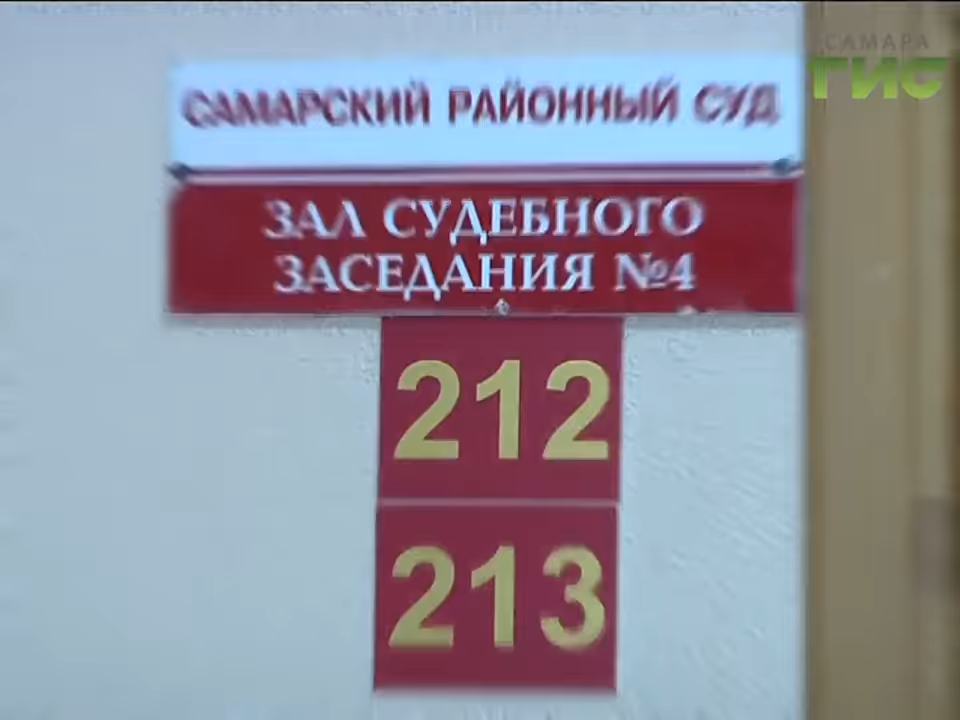 САМАРА
ГИС
САМАРСКИЙ РАЙОННЫЙ СУД
ЗАЛ СУДЕБНОГО
ЗАСЕДАНИЯ №4
212
213